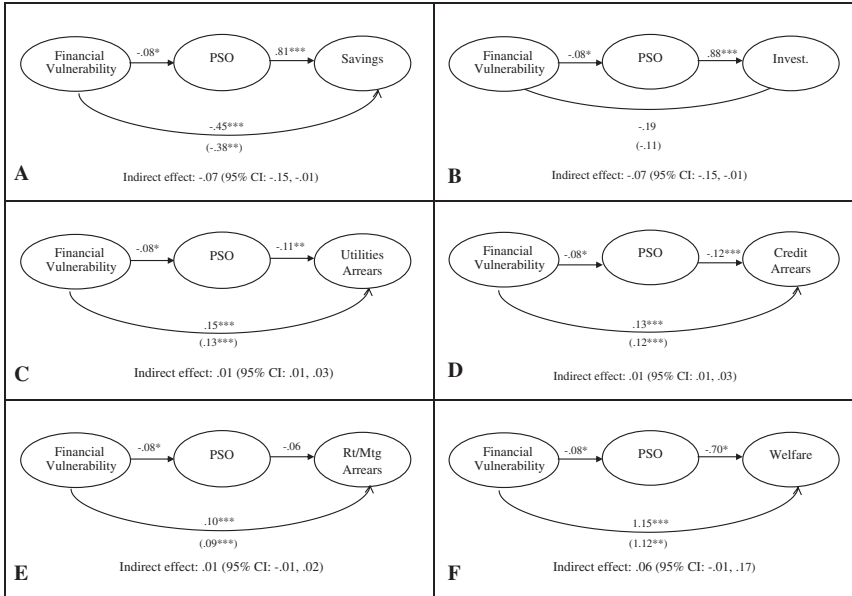 Financial
Vulnerability
-.08*
PSO
.81***
Savings
-.45***
(-.38**)
A
Indirect effect: -.07 (95% CI: -.15, -.01)
Financial
Vulnerability
-.08*
PSO
.88***
Invest.
-.19
(-.11)
B
Indirect effect: -.07 (95% CI: -.15, -.01)
Financial
Vulnerability
-.08*
PSO
-.11**
Utilities
Arrears
.15***
(.13***)
C
Indirect effect: .01 (95% CI: .01, .03)
Financial
Vulnerability
-.08*
PSO
-.12***
Credit
Arrears
.13***
(.12***)
D
Indirect effect: .01 (95% CI: .01, .03)
Financial
Vulnerability
-.08*
PSO
-.06
Rt/Mtg
Arrears
.10***
(.09***)
E
Indirect effect: .01 (95% CI: -.01, .02)
Financial
Vulnerability
-.08*
PSO
-.70*
Welfare
1.15***
(1.12**)
F
Indirect effect: .06 (95% CI: -.01, .17)